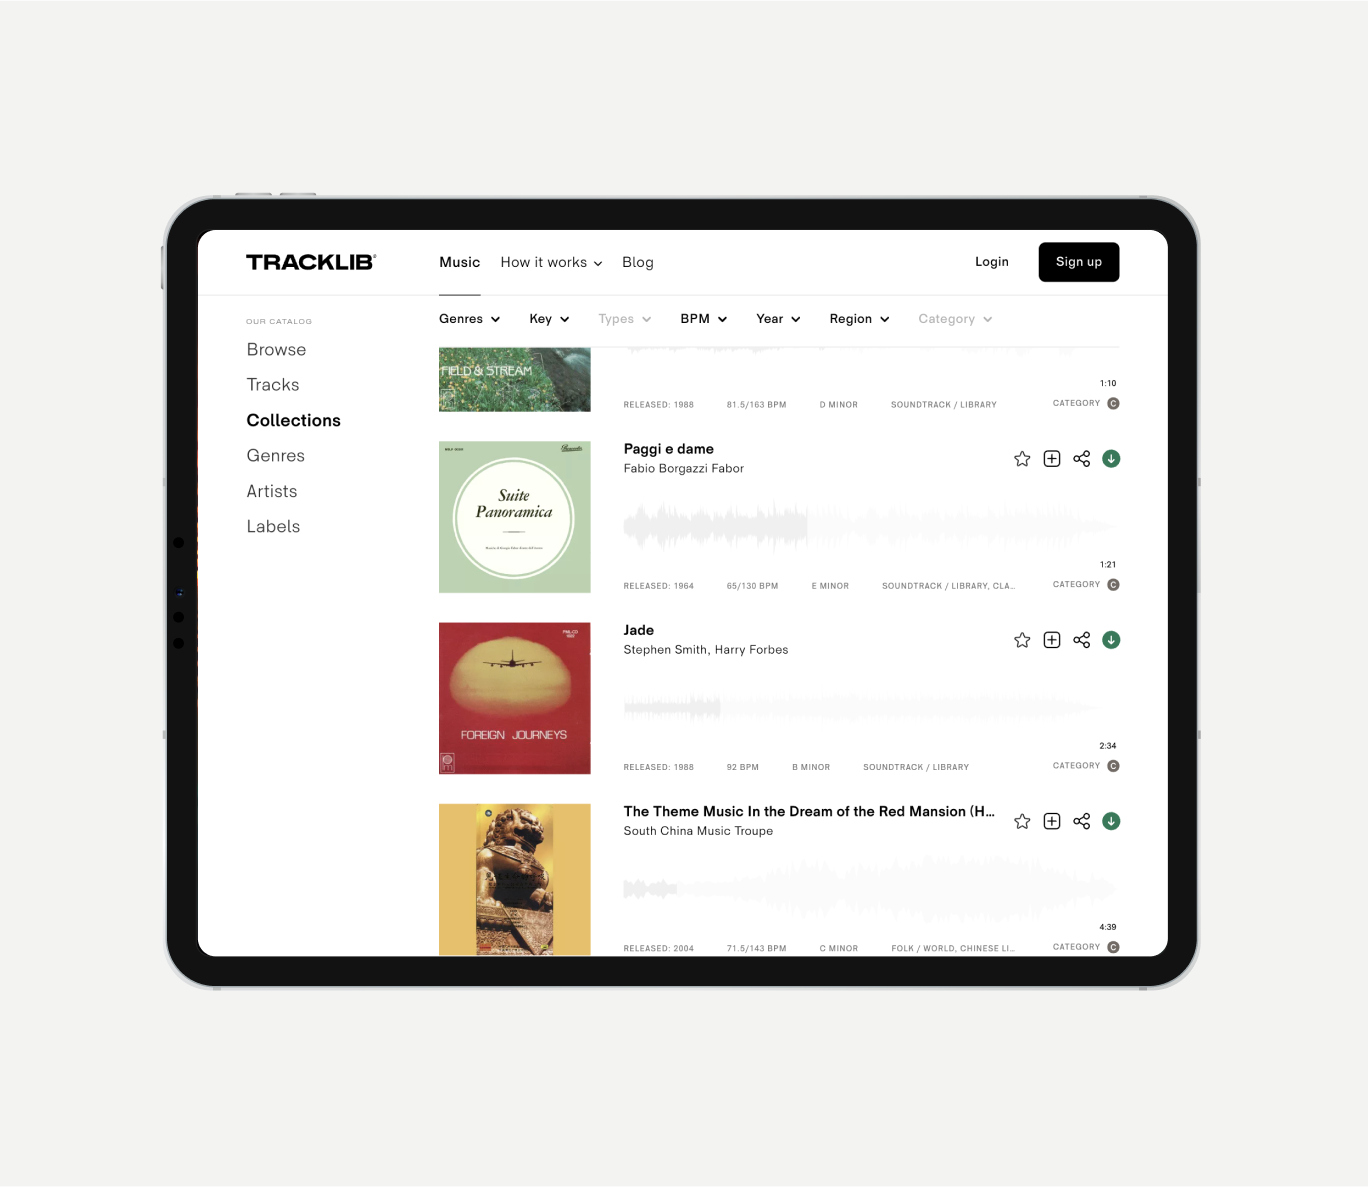 TRACKLIB
Music How it works Blog
Login Sign up
OUR CATALOG
Browse
Tracks
Collections
Genres
Artists
Labels
Genres Key Types BPM Year Region Category
FIELD & STREAM
1:10
RELEASED: 1988 81.5/163 BPM D MINOR SOUNDTRACK / LIBRARY CATEGORY C
Suite
Panoramica
Paggi e dame
Fabio Borgazzi Fabor
1:21
RELEASED: 1964 65/130 BPM E MINOR SOUNDTRACK / LIBRARY, CLA... CATEGORY C
FOREIGN JOURNEYS
Jade
Stephen Smith, Harry Forbes
2:34
RELEASED: 1988 92 BPM B MINOR SOUNDTRACK / LIBRARY CATEGORY C
The Theme Music In the Dream of the Red Mansion (H...
South China Music Troupe
4:39
RELEASED: 2004 71.5/143 BPM C MINOR FOLK / WORLD, CHINESE LI... CATEGORY C